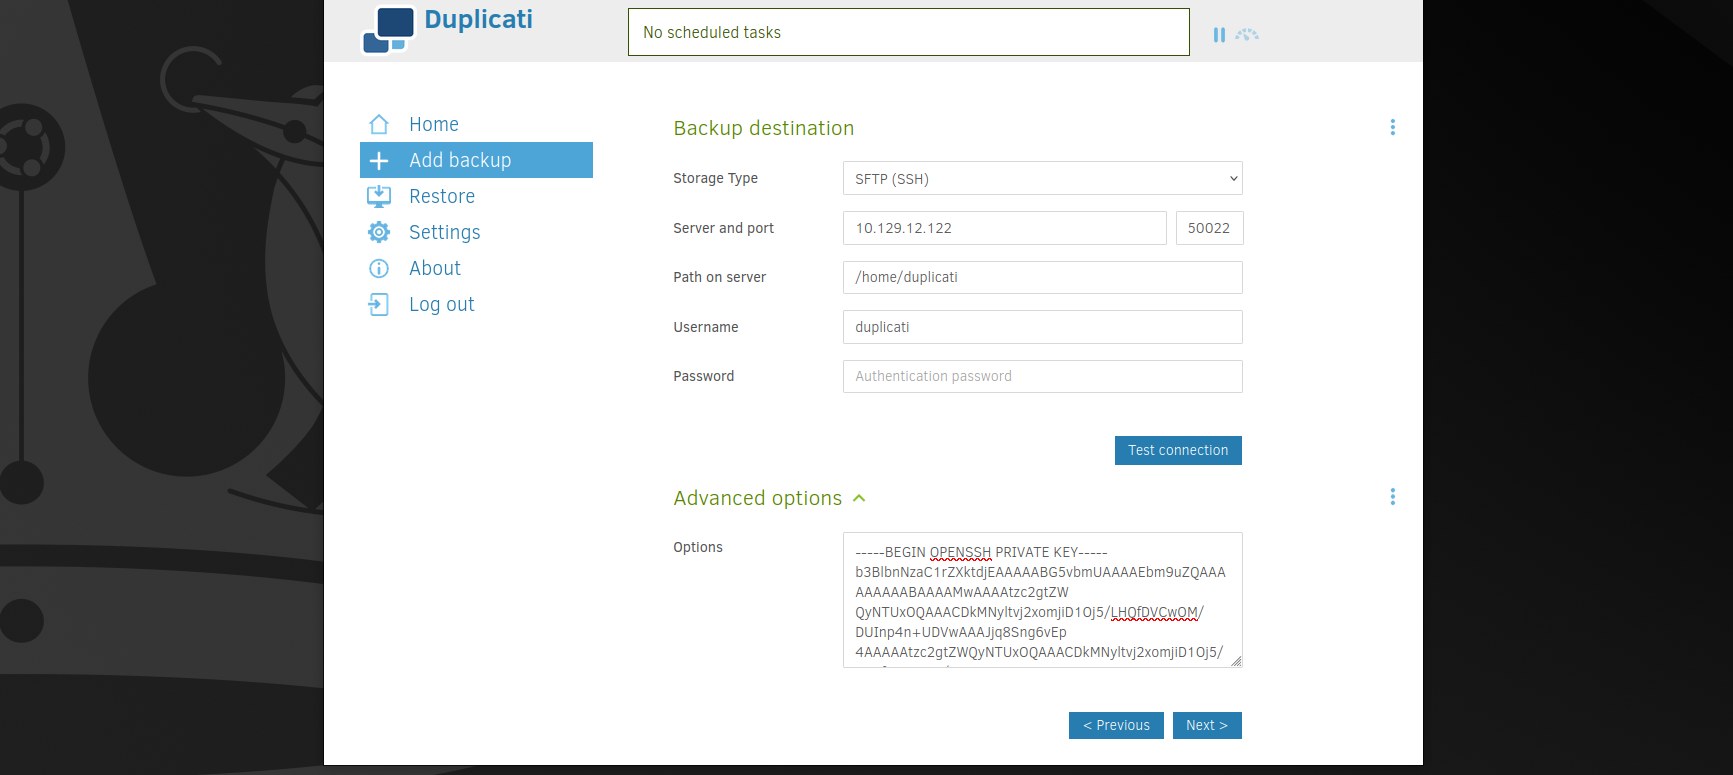 Duplicati
No scheduled tasks
Home
Add backup
Restore
Settings
About
Log out
Backup destination
Storage Type
SFTP (SSH)
Server and port
10.129.12.122
50022
Path on server
/home/duplicati
Username
duplicati
Password
Authentication password
Test connection
Advanced options
Options
-----BEGIN OPENSSH PRIVATE KEY-----
b3BlbnNzaC1rZXktdjEAAAAABG5vbmUAAAAEbm9uZQAAA
AAAAAABAAAAMwAAAAtzc2gtZW
QyNTUxOQAAACDkMNyltvj2xomjiD1Oj5/LHQfDVCwOM/
DUInp4n+UDVwAAAJjq8Sng6vEp
4AAAAAtzc2gtZWQyNTUxOQAAACDkMNyltvj2xomjiD1Oj5/
< Previous
Next >